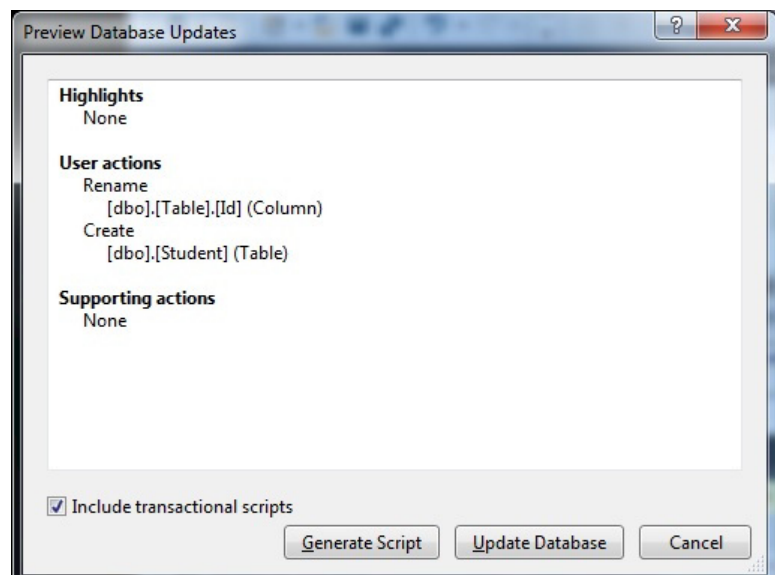 Preview Database Updates
Highlights
None
User actions
Rename
[dbo].[Table].[Id] (Column)
Create
[dbo].[Student] (Table)
Supporting actions
None
Include transactional scripts
Generate Script
Update Database
Cancel